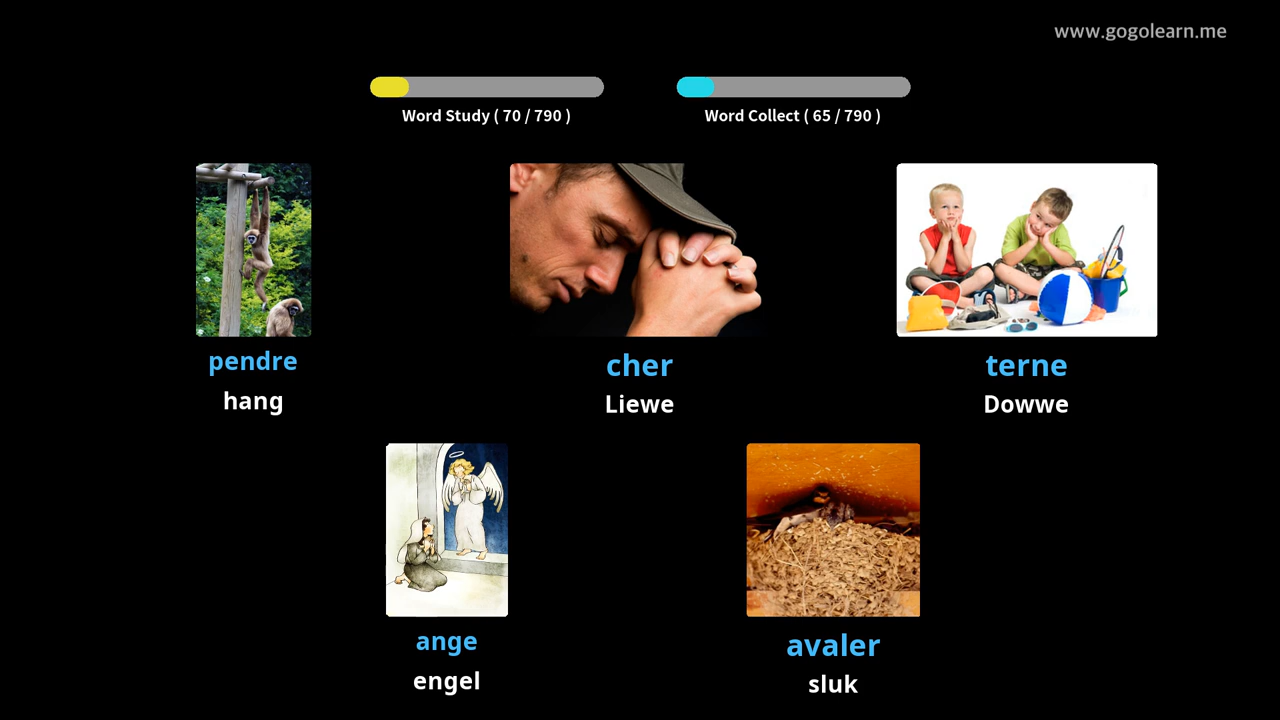 www.gogolearn.me
Word Study ( 70 / 790 )
Word Collect ( 65 / 790 )
pendre
hang
cher
Liewe
terne
Dowwe
ange
engel
avaler
sluk